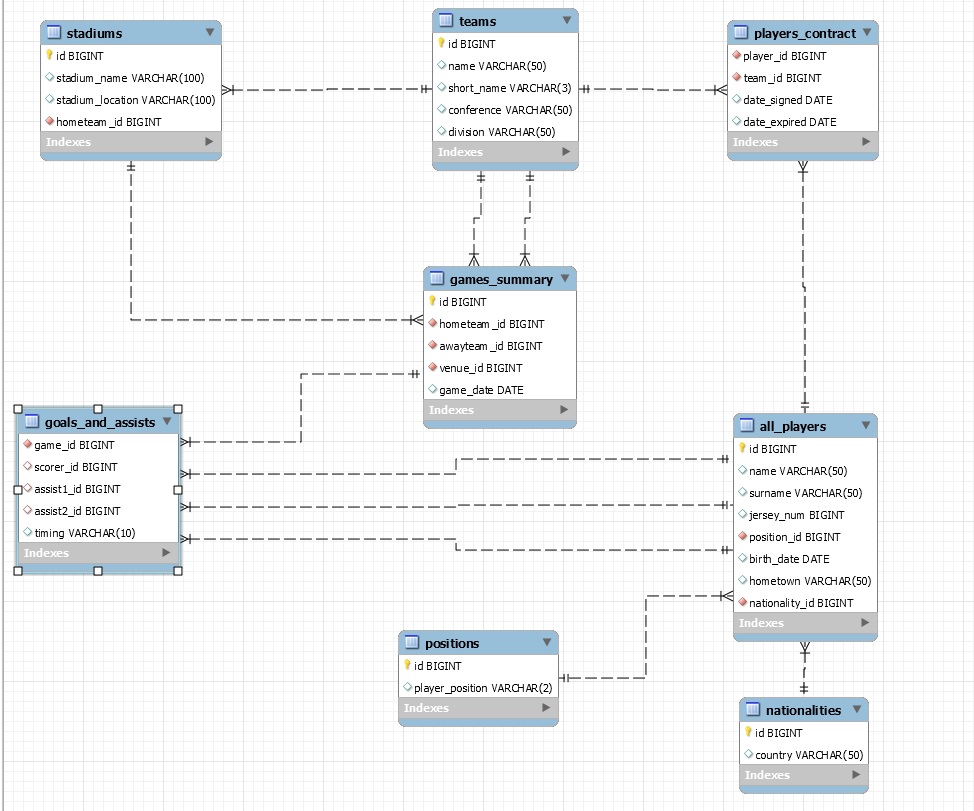 stadiums
id BIGINT
stadium_name VARCHAR(100)
stadium_location VARCHAR(100)
hometeam_id BIGINT
Indexes
teams
id BIGINT
name VARCHAR(50)
short_name VARCHAR(3)
conference VARCHAR(50)
division VARCHAR(50)
Indexes
players_contract
player_id BIGINT
team_id BIGINT
date_signed DATE
date_expired DATE
Indexes
games_summary
id BIGINT
hometeam_id BIGINT
awayteam_id BIGINT
venue_id BIGINT
game_date DATE
Indexes
goals_and_assists
game_id BIGINT
scorer_id BIGINT
assist1_id BIGINT
assist2_id BIGINT
timing VARCHAR(10)
Indexes
all_players
id BIGINT
name VARCHAR(50)
surname VARCHAR(50)
jersey_num BIGINT
position_id BIGINT
birth_date DATE
hometown VARCHAR(50)
nationality_id BIGINT
Indexes
positions
id BIGINT
player_position VARCHAR(2)
Indexes
nationalities
id BIGINT
country VARCHAR(50)
Indexes